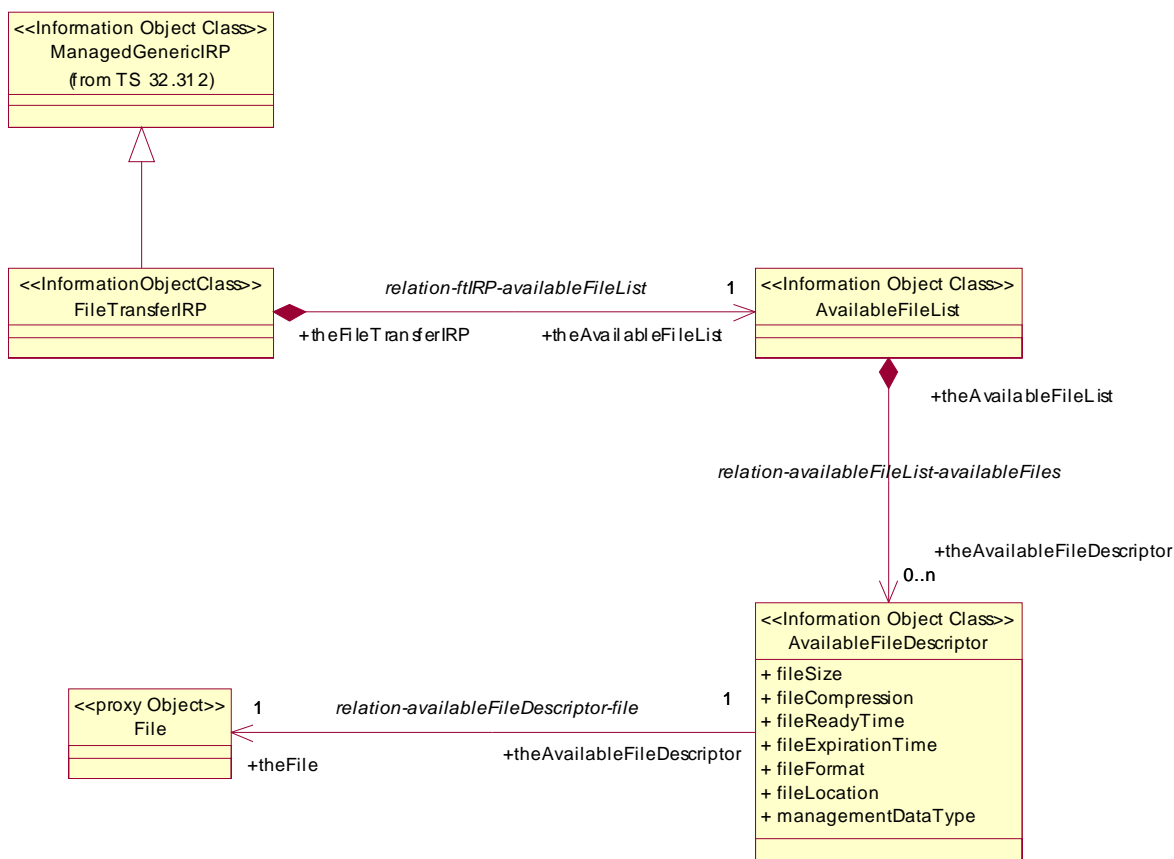 <<Information Object Class>>
ManagedGenericIRP
(from TS 32.312)
<<InformationObjectClass>>
FileTransferIRP
relation-ftIRP-availableFileList
1
+theFileTransferIRP
+theAvailableFileList
<<Information Object Class>>
AvailableFileList
+theAvailableFileList
relation-availableFileList-availableFiles
+theAvailableFileDescriptor
0..n
<<Information Object Class>>
AvailableFileDescriptor
+ fileSize
+ fileCompression
+ fileReadyTime
+ fileExpirationTime
+ fileFormat
+ fileLocation
+ managementDataType
<<proxy Object>>
File
1
relation-availableFileDescriptor-file
1
+theFile
+theAvailableFileDescriptor